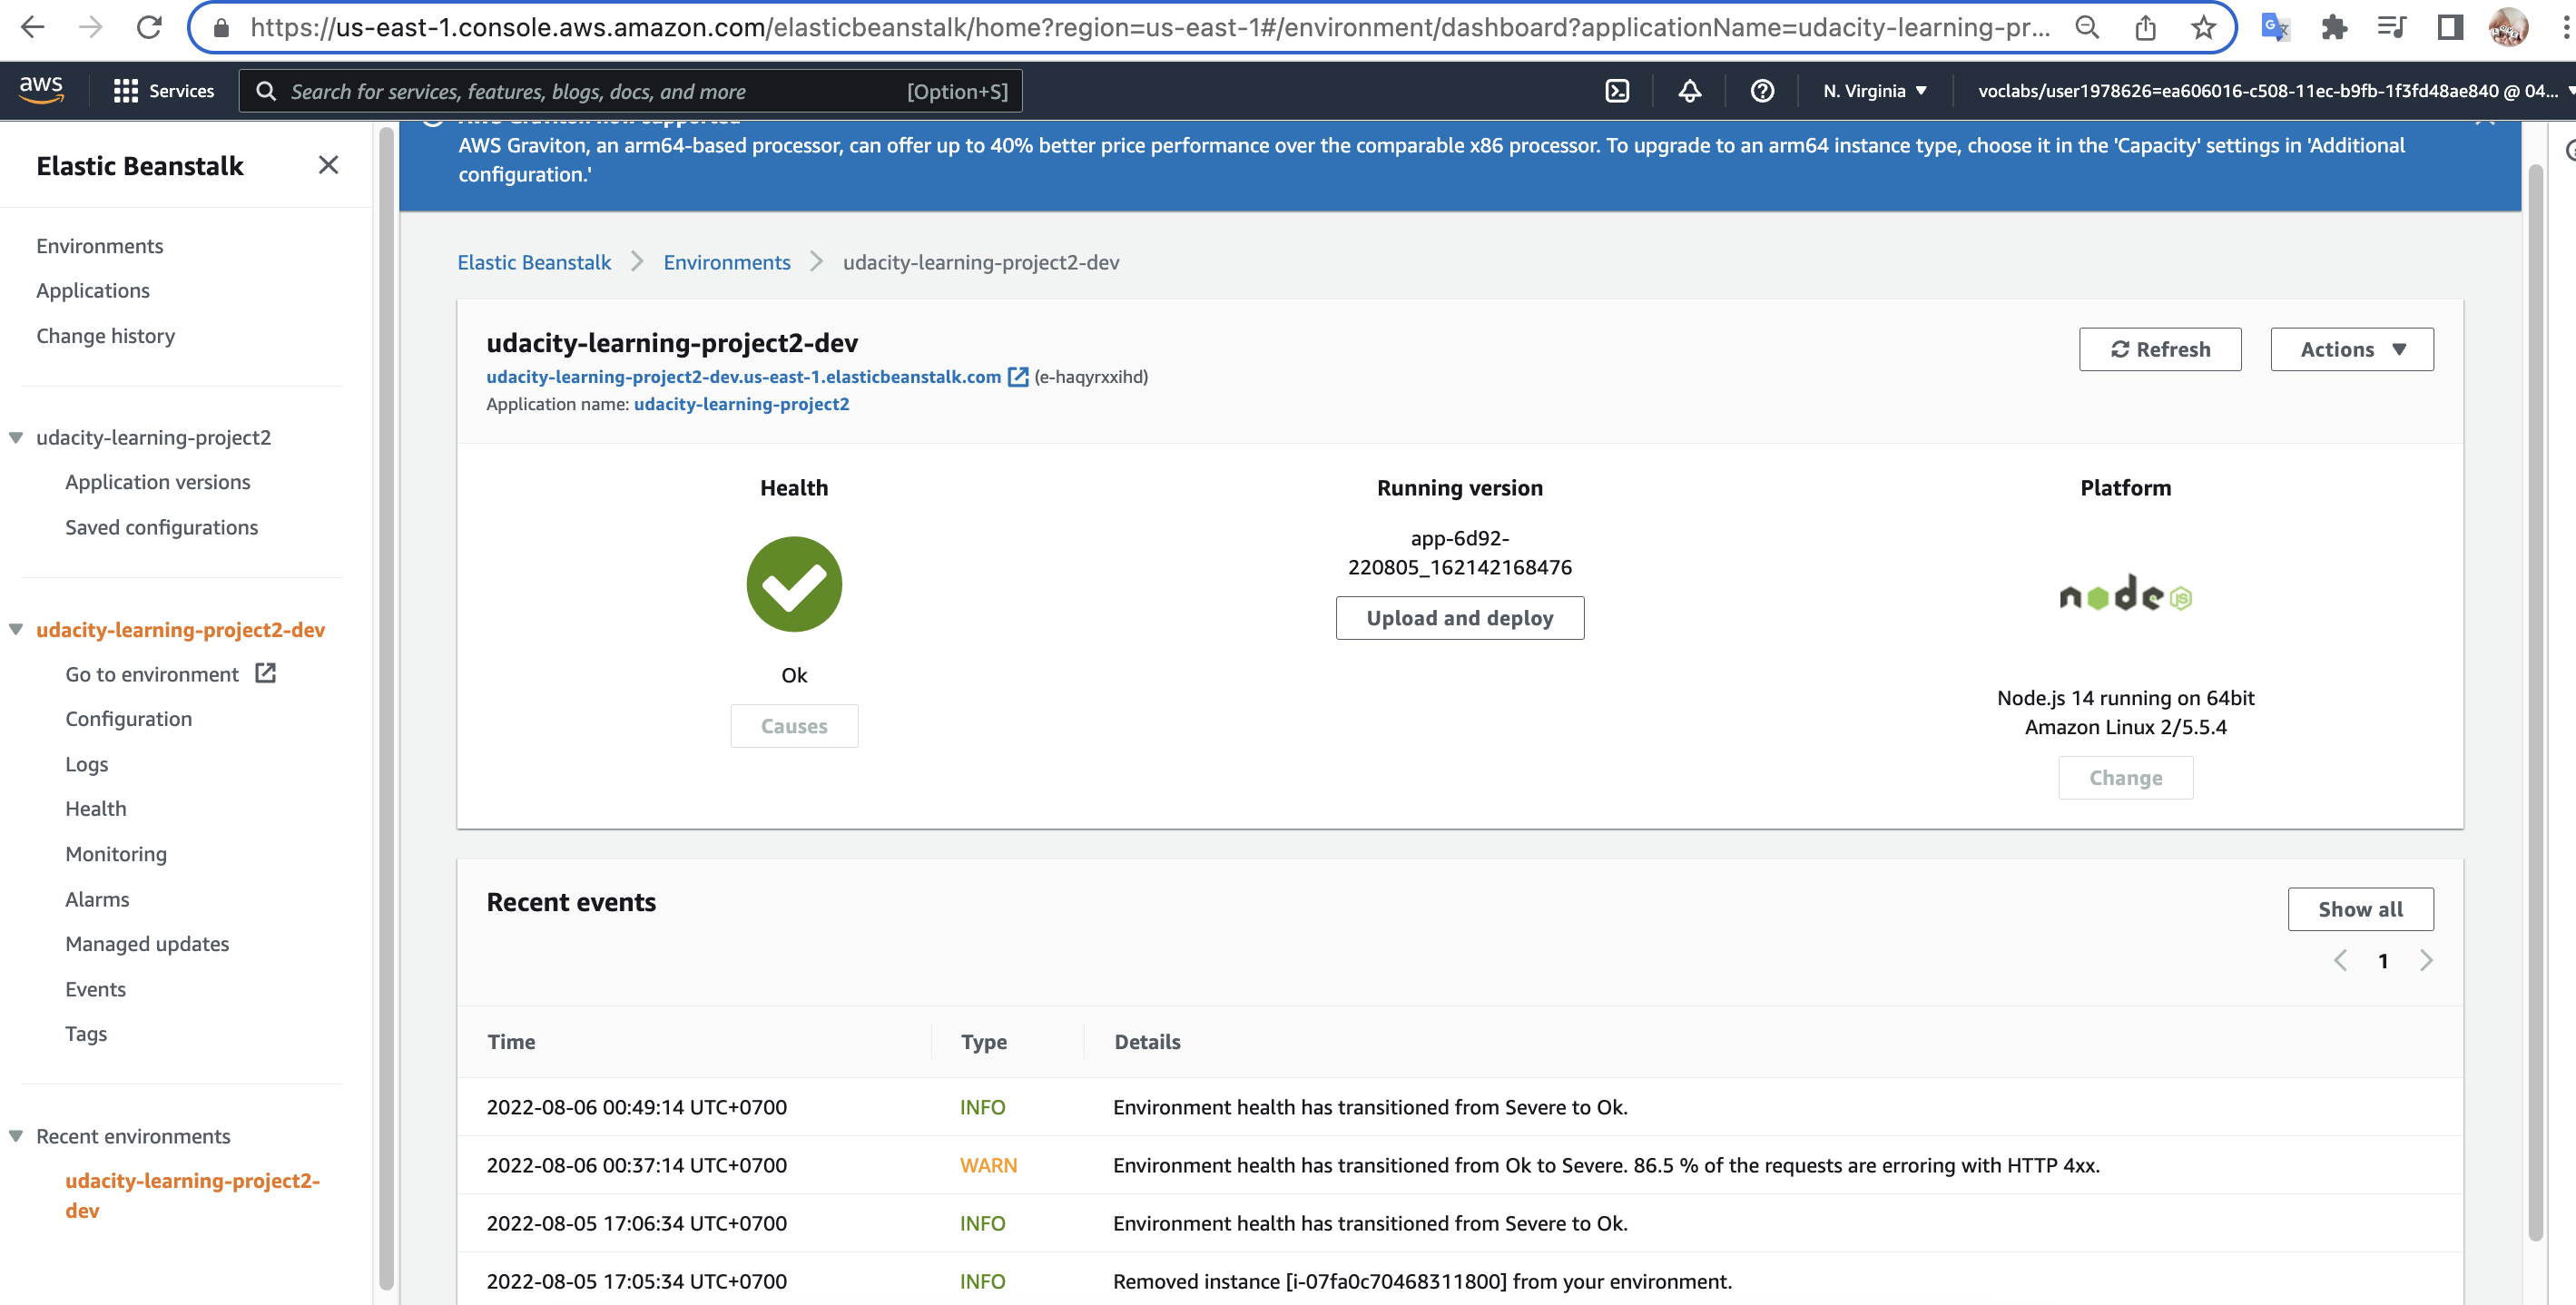 https://us-east-1.console.aws.amazon.com/elasticbeanstalk/home?region=us-east-1#/environment/dashboard?applicationName=udacity-learning-pr...
aws
Services
Search for services, features, blogs, docs, and more
[Option+S]
N. Virginia
voclabs/user1978626=ea606016-c508-11ec-b9fb-1f3fd48ae840 @ 04...
Elastic Beanstalk
Environments
Applications
Change history
udacity-learning-project2
Application versions
Saved configurations
udacity-learning-project2-dev
Go to environment
Configuration
Logs
Health
Monitoring
Alarms
Managed updates
Events
Tags
Recent environments
udacity-learning-project2-
dev
AWS Graviton now supported
AWS Graviton, an arm64-based processor, can offer up to 40% better price performance over the comparable x86 processor. To upgrade to an arm64 instance type, choose it in the 'Capacity' settings in 'Additional
configuration.'
Elastic Beanstalk > Environments > udacity-learning-project2-dev
udacity-learning-project2-dev
udacity-learning-project2-dev.us-east-1.elasticbeanstalk.com (e-haqyrxxihd)
Application name: udacity-learning-project2
Refresh
Actions
Health
Ok
Causes
Running version
app-6d92-
220805_162142168476
Upload and deploy
Platform
node JS
Node.js 14 running on 64bit
Amazon Linux 2/5.5.4
Change
Recent events
Show all
1
Time Type Details
2022-08-06 00:49:14 UTC+0700 INFO Environment health has transitioned from Severe to Ok.
2022-08-06 00:37:14 UTC+0700 WARN Environment health has transitioned from Ok to Severe. 86.5 % of the requests are erroring with HTTP 4xx.
2022-08-05 17:06:34 UTC+0700 INFO Environment health has transitioned from Severe to Ok.
2022-08-05 17:05:34 UTC+0700 INFO Removed instance [i-07fa0c70468311800] from your environment.